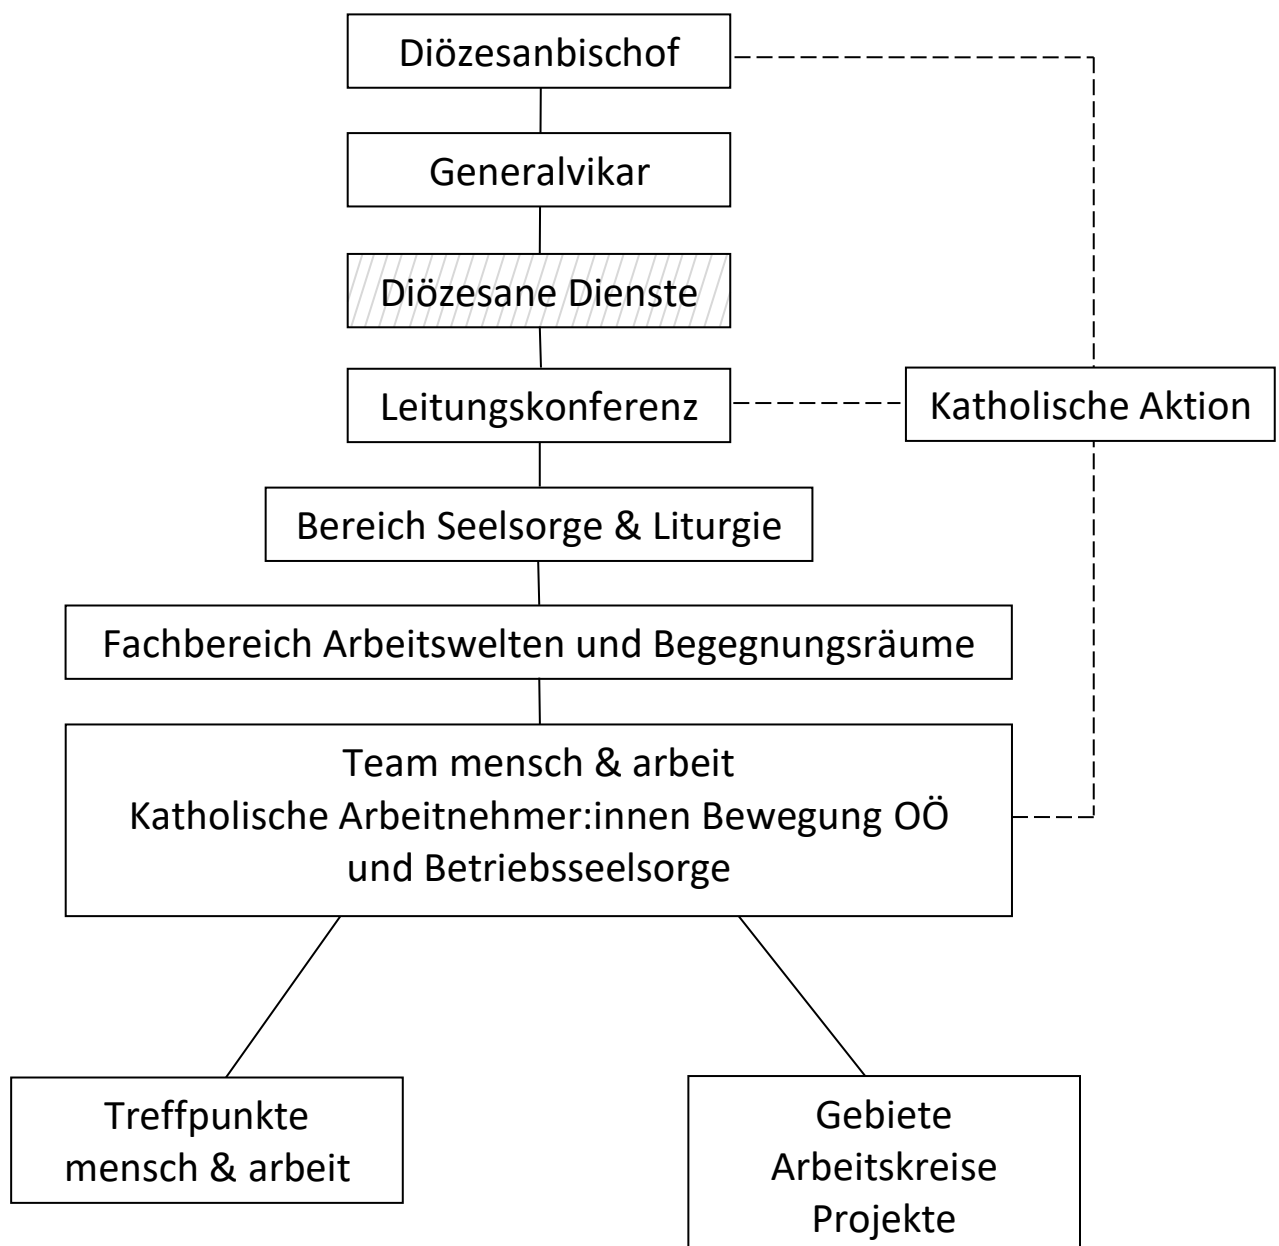 Diözesanbischof
Generalvikar
Diözesane Dienste
Leitungskonferenz
Katholische Aktion
Bereich Seelsorge & Liturgie
Fachbereich Arbeitswelten und Begegnungsräume
Team mensch & arbeit
Katholische Arbeitnehmer:innen Bewegung OÖ
und Betriebsseelsorge
Treffpunkte
mensch & arbeit
Gebiete
Arbeitskreise
Projekte